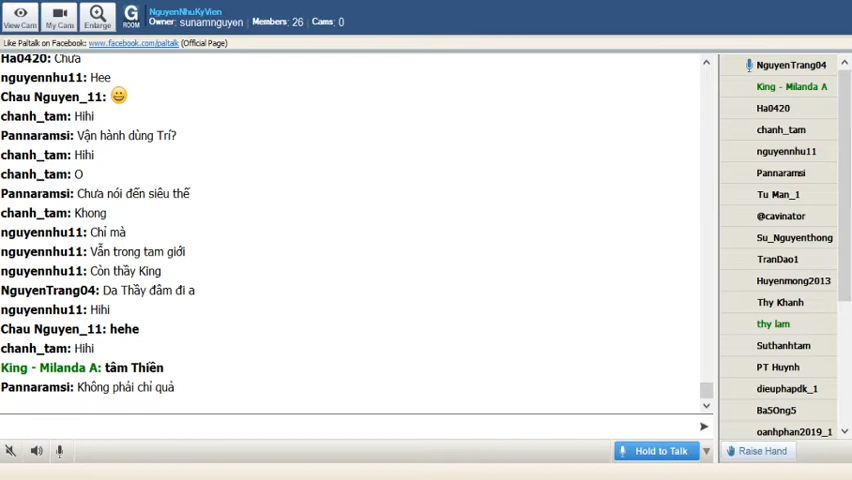 NguyenNhuKyVien
Owner: sunamnguyen Members: 26 Cams: 0
View Cam My Cam Enlarge G ROOM
Like Paltalk on Facebook: www.facebook.com/paltalk (Official Page)
Ha0420: Chưa
nguyennhu11: Hee
Chau Nguyen_11:
chanh_tam: Hihi
Pannaramsi: Vận hành dùng Trí?
chanh_tam: Hihi
chanh_tam: O
Pannaramsi: Chưa nói đến siêu thế
chanh_tam: Khong
nguyennhu11: Chỉ mà
nguyennhu11: Vẫn trong tam giới
nguyennhu11: Còn thầy King
NguyenTrang04: Da Thầy đâm đi a
nguyennhu11: Hihi
Chau Nguyen_11: hehe
chanh_tam: Hihi
King - Milanda A: tâm Thiền
Pannaramsi: Không phải chỉ quả
Hold to Talk
NguyenTrang04
King - Milanda A
Ha0420
chanh_tam
nguyennhu11
Pannaramsi
Tu Man_1
@cavinator
Su_Nguyenthong
TranDao1
Huyenmong2013
Thy Khanh
thy lam
Suthanhtam
PT Huynh
dieuphapdk_1
Ba5Ong5
oanhphan2019_1
Raise Hand